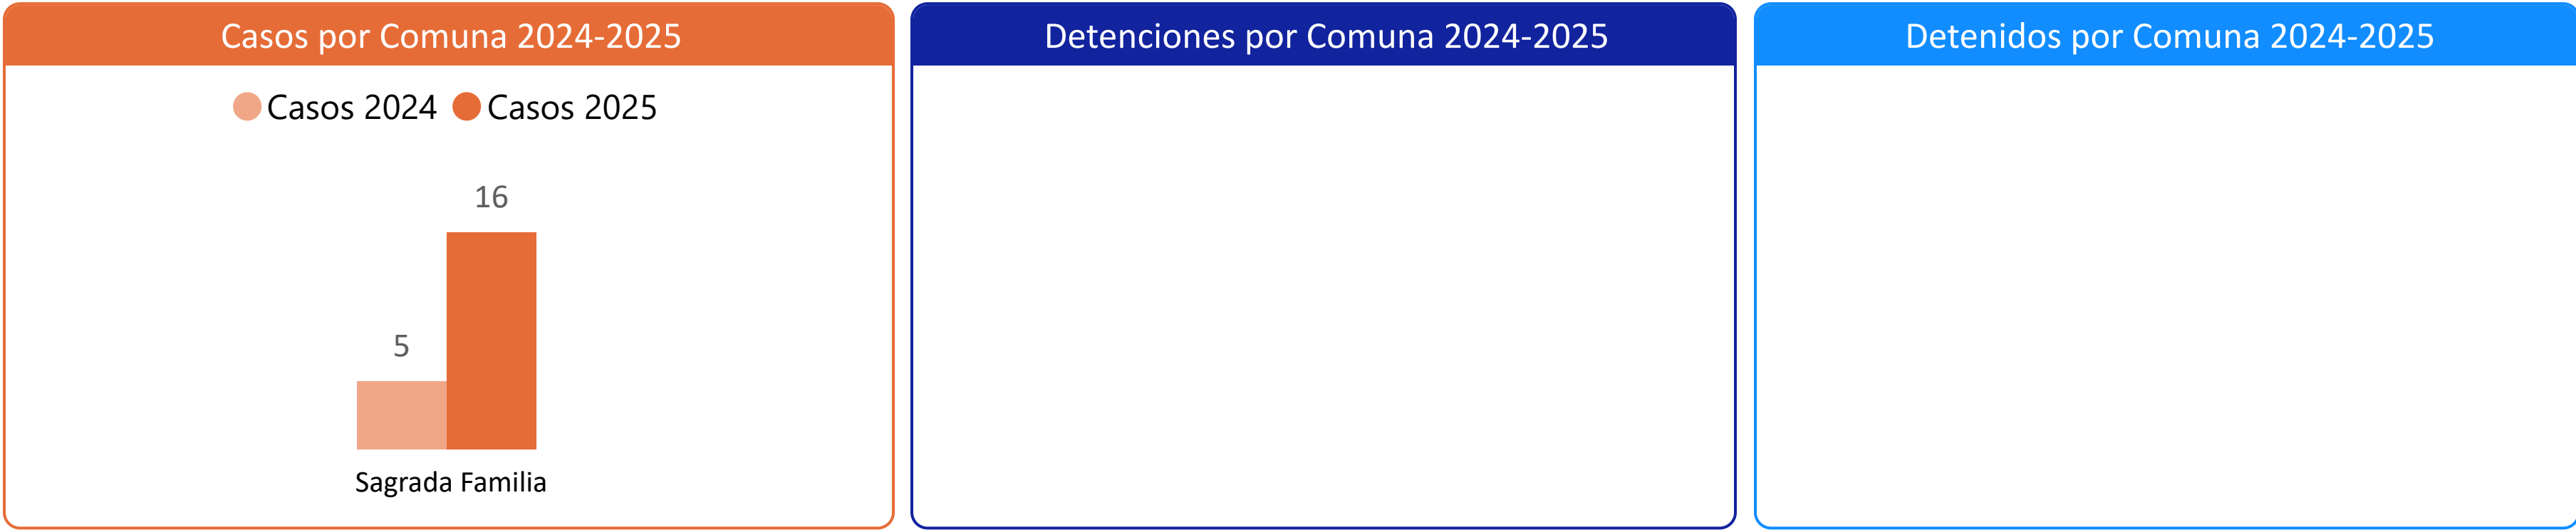 Casos por Comuna 2024-2025
Casos 2024 Casos 2025
16
5
Sagrada Familia
Detenciones por Comuna 2024-2025
Detenidos por Comuna 2024-2025